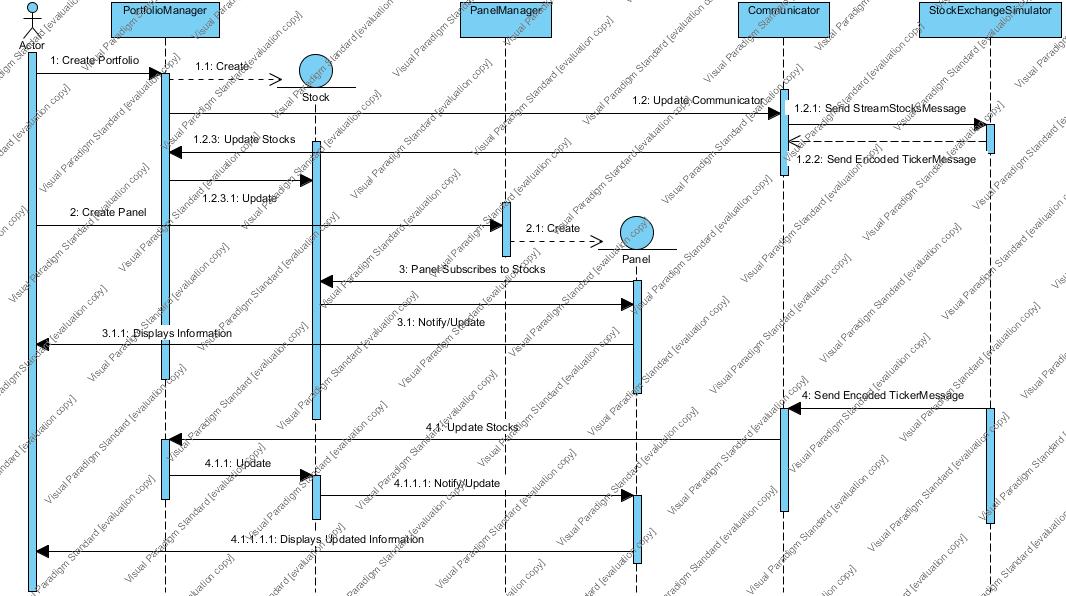 PortfolioManager
PanelManager
Communicator
StockExchangeSimulator
Actor
1: Create Portfolio
1.1: Create
Stock
1.2: Update Communicator
1.2.1: Send StreamStocksMessage
1.2.3: Update Stocks
1.2.2: Send Encoded TickerMessage
1.2.3.1: Update
2: Create Panel
2.1: Create
Panel
3: Panel Subscribes to Stocks
3.1: Notify/Update
3.1.1: Displays Information
4: Send Encoded TickerMessage
4.1: Update Stocks
4.1.1: Update
4.1.1.1: Notify/Update
4.1.1.1.1: Displays Updated Information
Visual Paradigm Standard [evaluation copy]